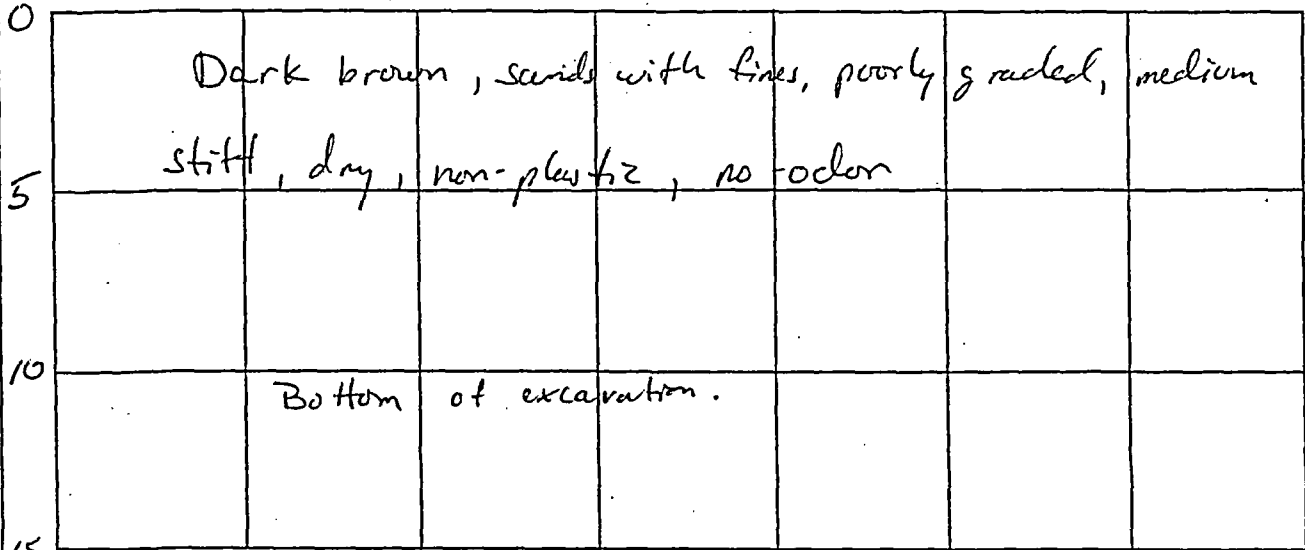 0
Dark brown, sands with fines, poorly graded, medium
stiff, dry, non-plastic, no odor
5
10
Bottom of excavation.
15